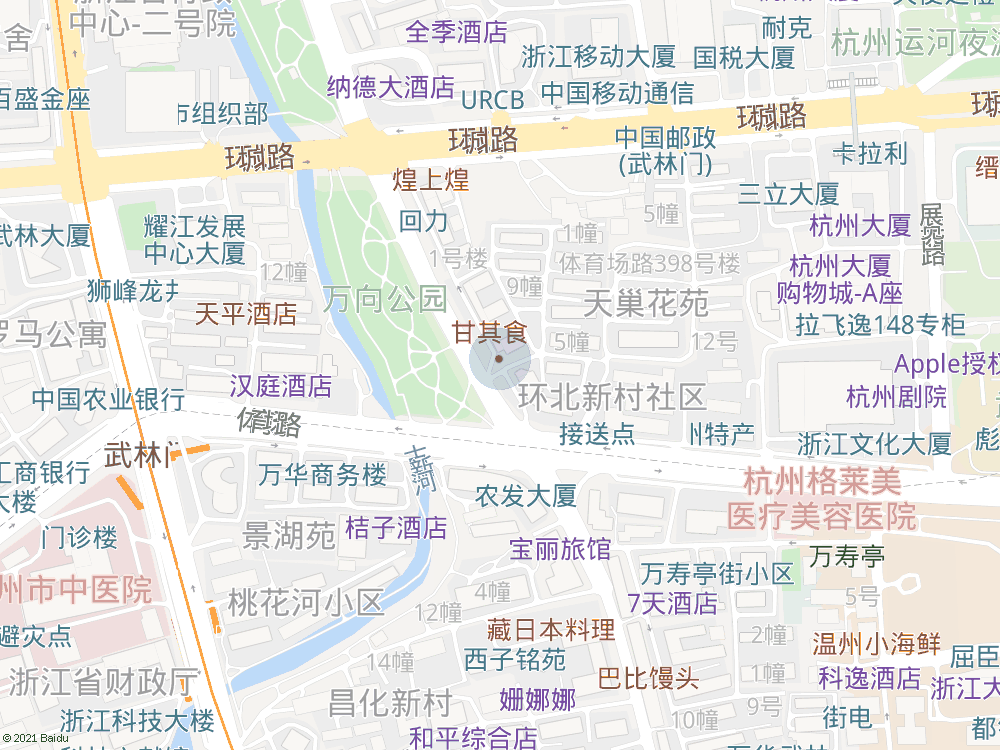 中心-二号院
全季酒店
耐克
杭州运河夜
浙江移动大厦
国税大厦
舍
百盛金座
纳德大酒店
URCB
中国移动通信
市组织部
环城路
环城路
环城路
中国邮政
(武林门)
卡拉利
煌上煌
三立大厦
缙
耀江发展
中心大厦
回力
5幢
1幢
杭州大厦
展览路
武林大厦
1号楼
体育场路398号楼
杭州大厦
购物城-A座
12幢
9幢
狮峰龙井
万向公园
天巢花苑
天平酒店
罗马公寓
甘其食
5幢
12号
拉飞逸148专柜
Apple授权
汉庭酒店
中国农业银行
环北新村社区
杭州剧院
体育场路
接送点
州特产
浙江文化大厦
彪
武林门
工商银行
大楼
万华商务楼
农发大厦
杭州格莱美
医疗美容医院
门诊楼
景湖苑
桔子酒店
宝丽旅馆
万寿亭
州市中医院
桃花河小区
4幢
万寿亭街小区
7天酒店
5号
12幢
避灾点
藏日本料理
2幢
温州小海鲜
14幢
西子铭苑
屈臣
浙江省财政厅
巴比馒头
1幢
科逸酒店
浙江大
昌化新村
姗娜娜
9号
浙江科技大楼
10幢
街电
都
和平综合店
© 2021 Baidu